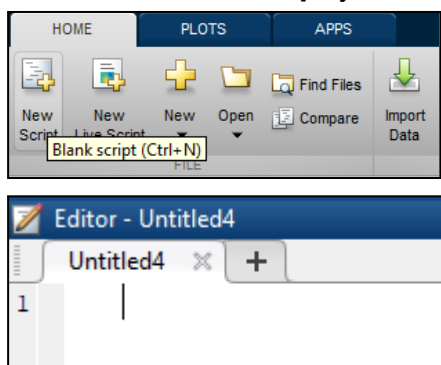 HOME PLOTS APPS
Find Files
New New New Open Compare Import
Script Live Script Data
Blank script (Ctrl+N)
FILE
Editor - Untitled4
Untitled4
1